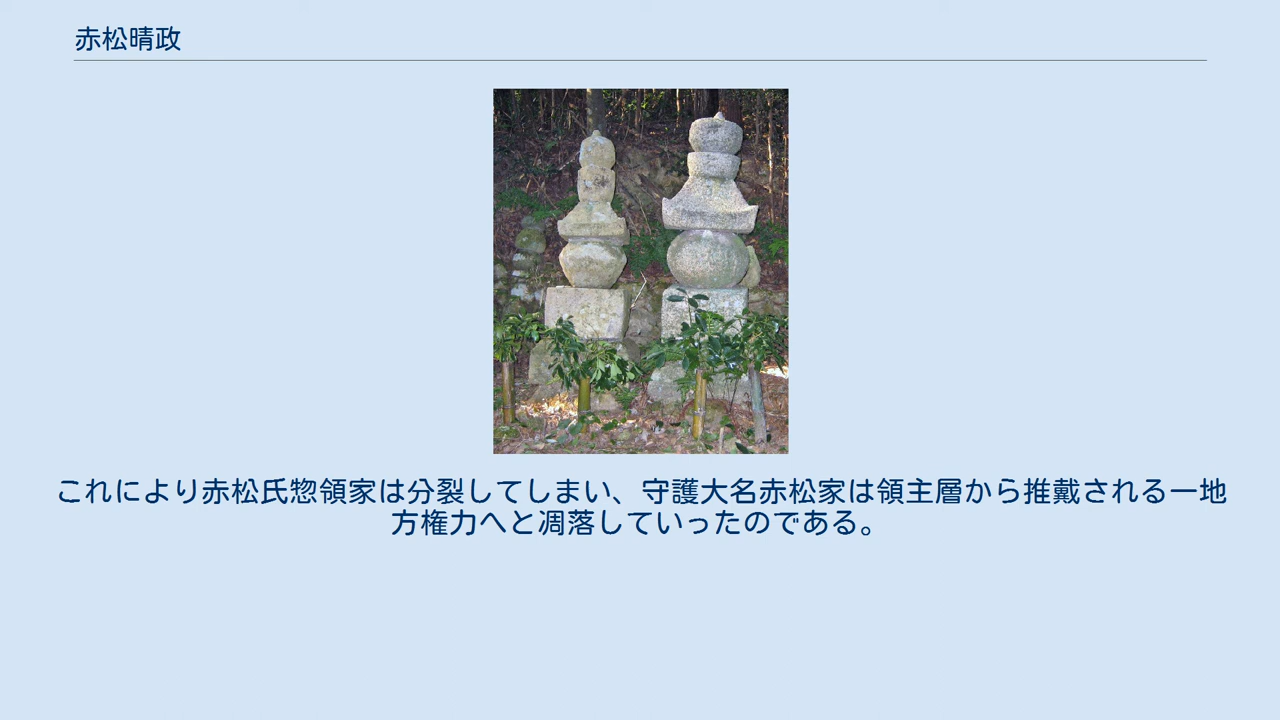 赤松晴政
これにより赤松氏惣領家は分裂してしまい、守護大名赤松家は領主層から推戴される一地
方権力へと凋落していったのである。